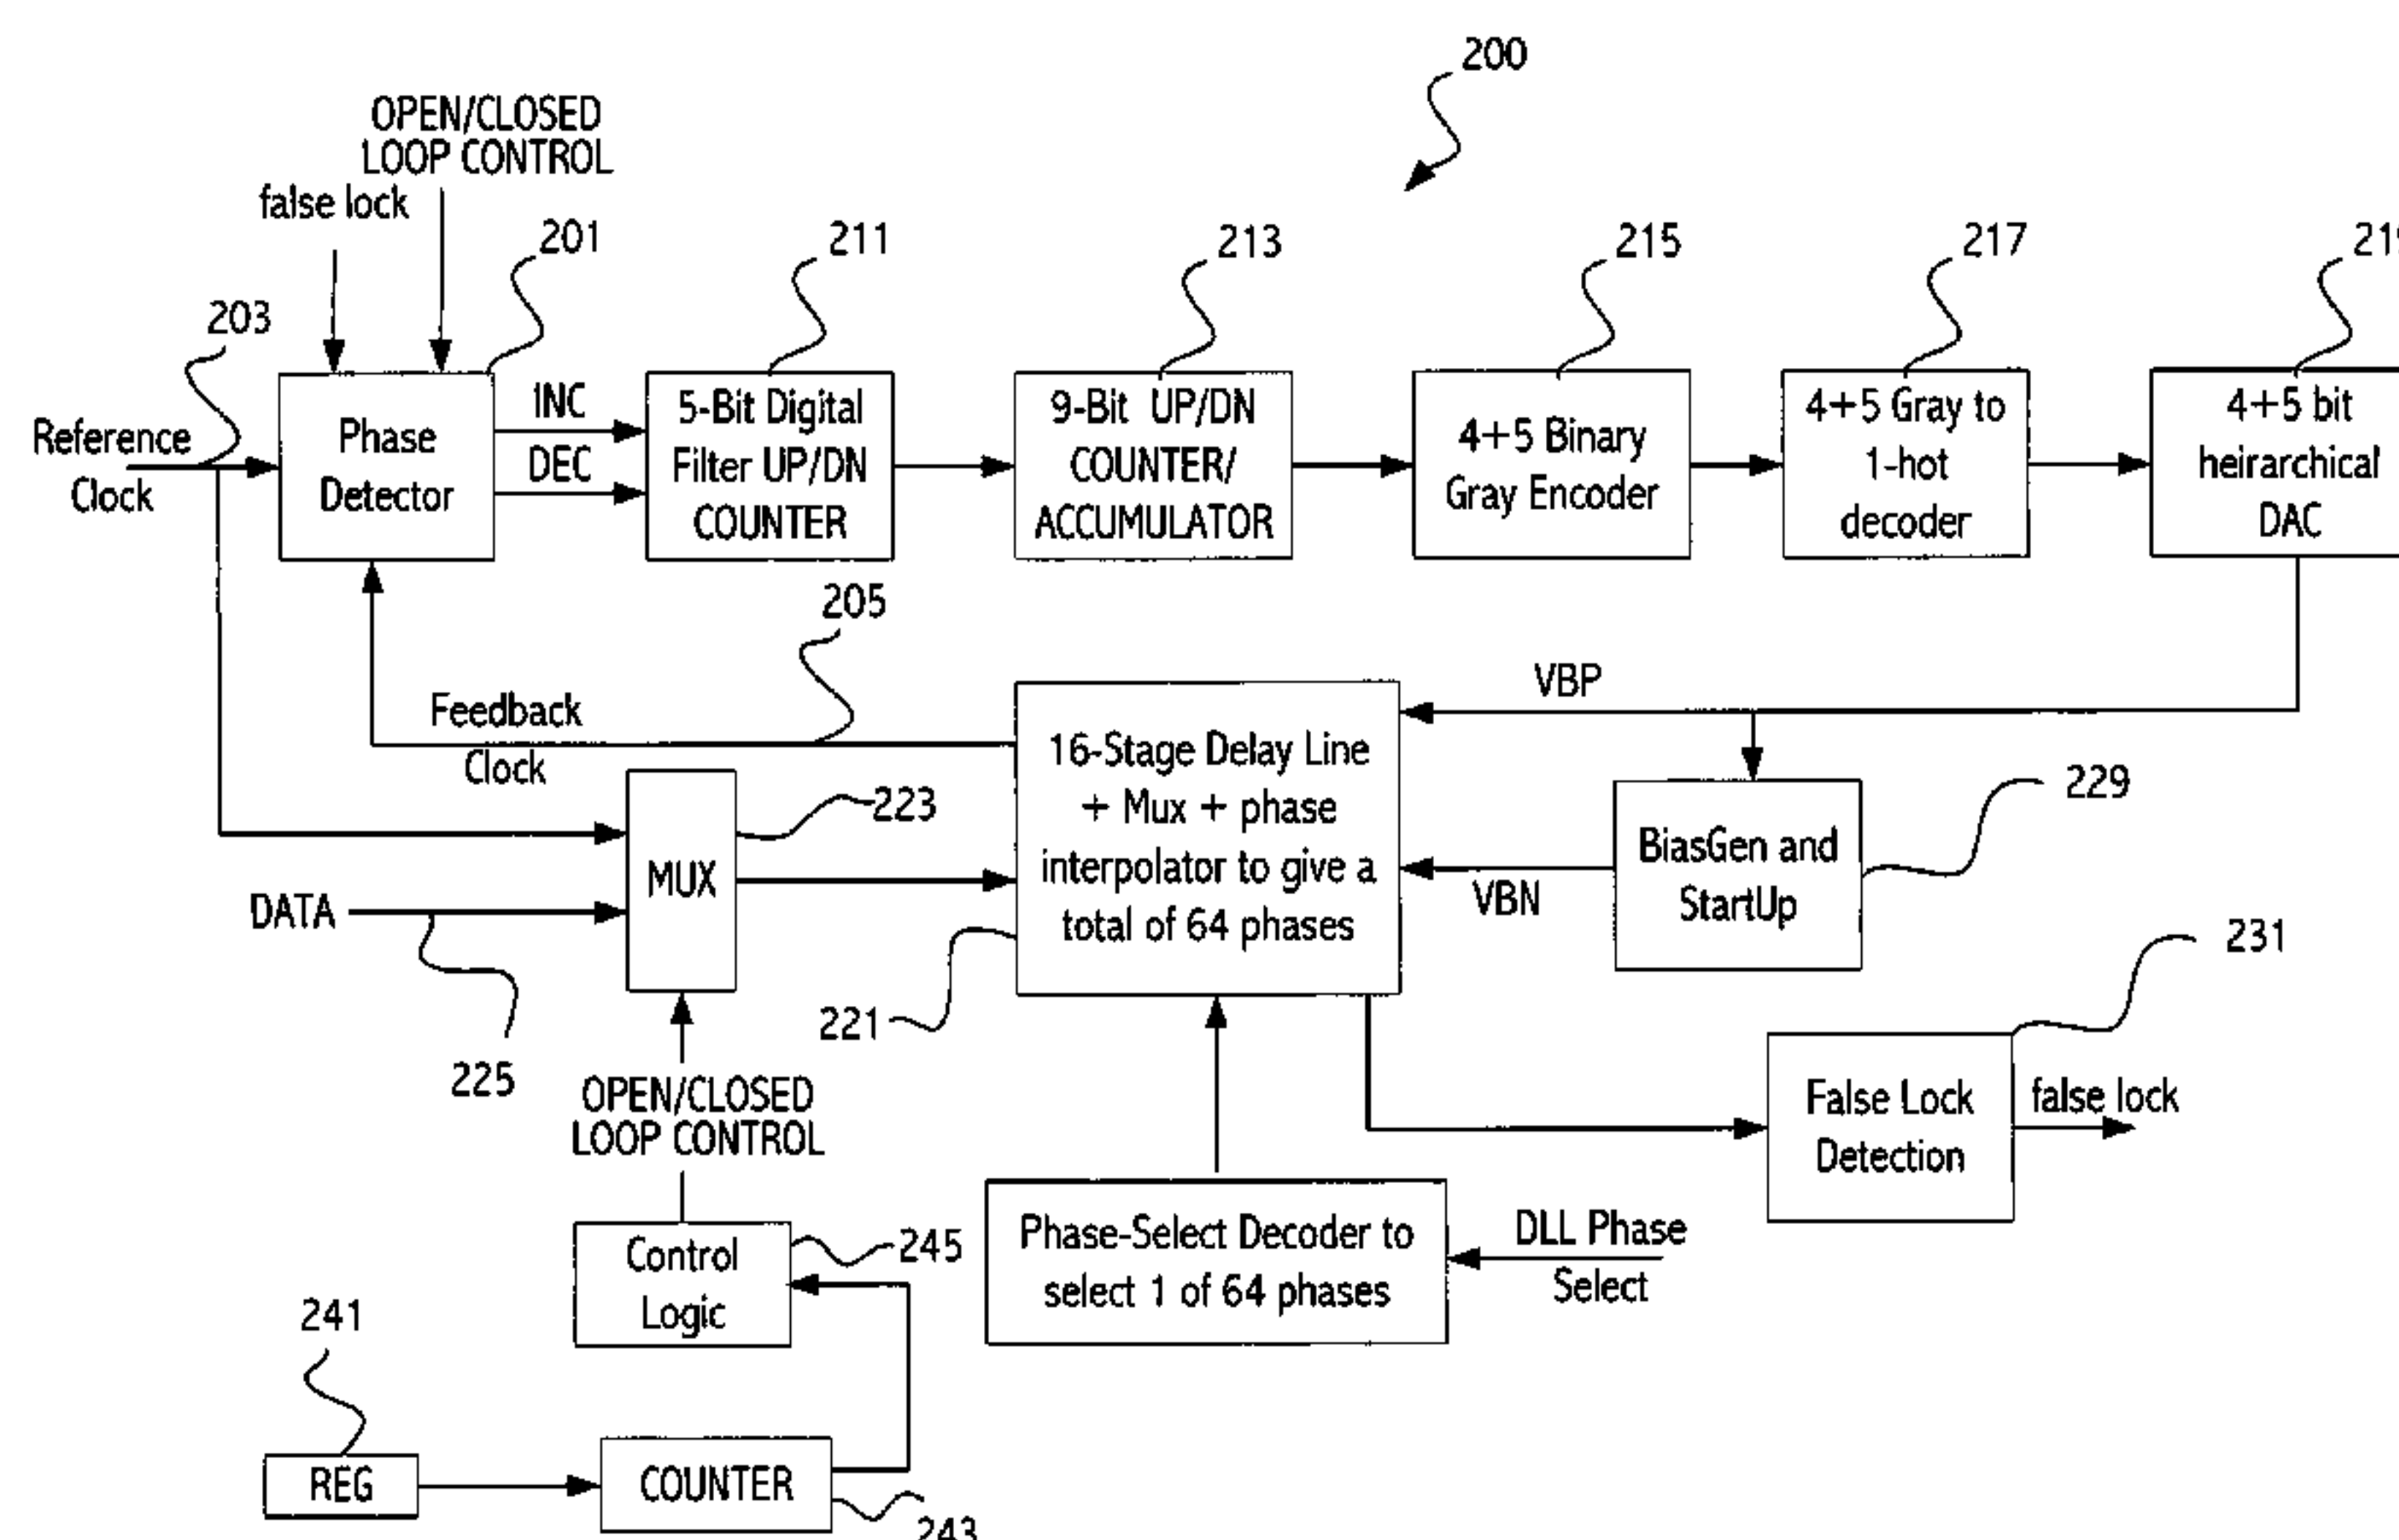 200
OPEN/CLOSED
LOOP CONTROL
false lock
201
211
213
215
217
203
Reference
Clock
Phase
Detector
INC
DEC
5-Bit Digital
Filter UP/DN
COUNTER
9-Bit UP/DN
COUNTER/
ACCUMULATOR
4+5 Binary
Gray Encoder
4+5 Gray to
1-hot
decoder
4+5 bit
heirarchical
DAC
205
Feedback
Clock
VBP
16-Stage Delay Line
+ Mux + phase
interpolator to give a
total of 64 phases
223
MUX
DATA
225
221
VBN
BiasGen and
StartUp
229
231
False Lock
Detection
false lock
OPEN/CLOSED
LOOP CONTROL
Control
Logic
245
Phase-Select Decoder to
select 1 of 64 phases
DLL Phase
Select
241
REG
COUNTER
243